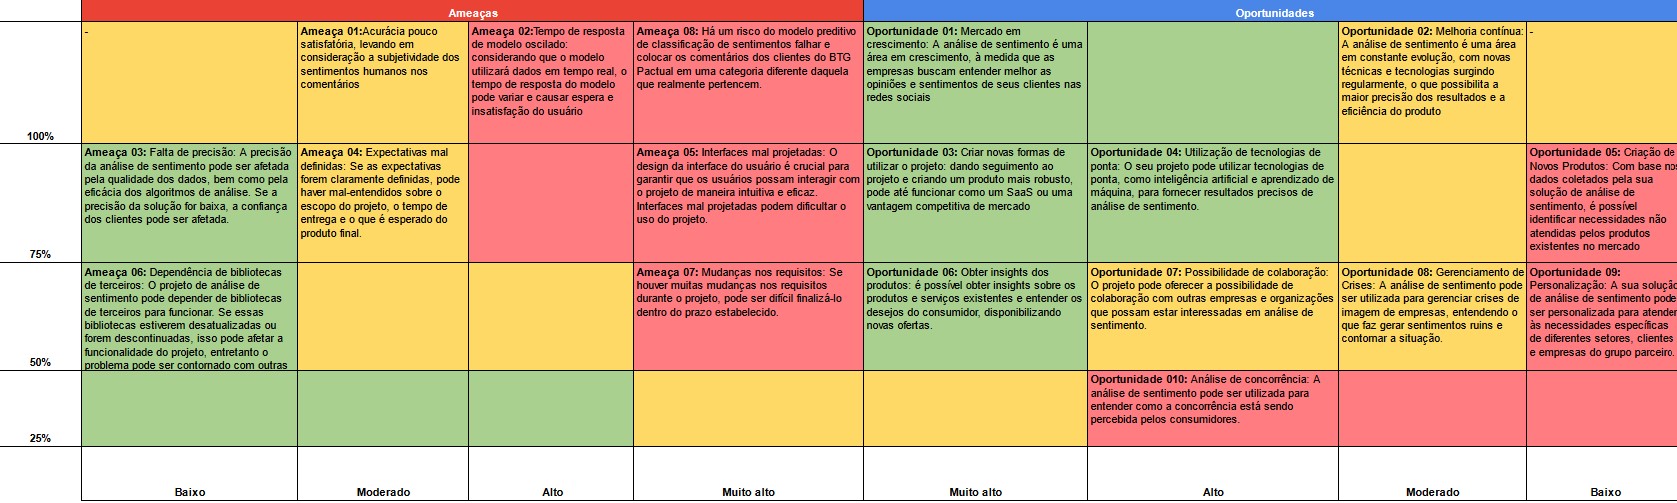 Ameaças
Oportunidades
100%
-
Ameaça 01:Acurácia pouco
satisfatória, levando em
consideração a subjetividade dos
sentimentos humanos nos
comentários
Ameaça 02:Tempo de resposta
de modelo oscilado:
considerando que o modelo
utilizará dados em tempo real, o
tempo de resposta do modelo
pode variar e causar espera e
insatisfação do usuário
Ameaça 08: Há um risco do modelo preditivo
de classificação de sentimentos falhar e
colocar os comentários dos clientes do BTG
Pactual em uma categoria diferente daquela
que realmente pertencem.
Oportunidade 01: Mercado em
crescimento: A análise de sentimento é uma
área em crescimento, à medida que as
empresas buscam entender melhor as
opiniões e sentimentos de seus clientes nas
redes sociais
Oportunidade 02: Melhoria contínua:
A análise de sentimento é uma área
em constante evolução, com novas
técnicas e tecnologias surgindo
regularmente, o que possibilita a
maior precisão dos resultados e a
eficiência do produto
-
75%
Ameaça 03: Falta de precisão: A precisão
da análise de sentimento pode ser afetada
pela qualidade dos dados, bem como pela
eficácia dos algoritmos de análise. Se a
precisão da solução for baixa, a confiança
dos clientes pode ser afetada.
Ameaça 04: Expectativas mal
definidas: Se as expectativas
forem claramente definidas, pode
haver mal-entendidos sobre o
escopo do projeto, o tempo de
entrega e o que é esperado do
produto final.
Ameaça 05: Interfaces mal projetadas: O
design da interface do usuário é crucial para
garantir que os usuários possam interagir com
o projeto de maneira intuitiva e eficaz.
Interfaces mal projetadas podem dificultar o
uso do projeto.
Oportunidade 03: Criar novas formas de
utilizar o projeto: dando seguimento ao
projeto e criando um produto mais robusto,
pode até funcionar como um SaaS ou uma
vantagem competitiva de mercado
Oportunidade 04: Utilização de tecnologias de
ponta: O seu projeto pode utilizar tecnologias de
ponta, como inteligência artificial e aprendizado de
máquina, para fornecer resultados precisos de
análise de sentimento.
Oportunidade 05: Criação de
Novos Produtos: Com base nos
dados coletados pela sua
solução de análise de
sentimento, é possível
identificar necessidades não
atendidas pelos produtos
existentes no mercado
50%
Ameaça 06: Dependência de bibliotecas
de terceiros: O projeto de análise de
sentimento pode depender de bibliotecas
de terceiros para funcionar. Se essas
bibliotecas estiverem desatualizadas ou
forem descontinuadas, isso pode afetar a
funcionalidade do projeto, entretanto o
problema pode ser contornado com outras
Ameaça 07: Mudanças nos requisitos: Se
houver muitas mudanças nos requisitos
durante o projeto, pode ser difícil finalizá-lo
dentro do prazo estabelecido.
Oportunidade 06: Obter insights dos
produtos: é possível obter insights sobre os
produtos e serviços existentes e entender os
desejos do consumidor, disponibilizando
novas ofertas.
Oportunidade 07: Possibilidade de colaboração:
O projeto pode oferecer a possibilidade de
colaboração com outras empresas e organizações
que possam estar interessadas em análise de
sentimento.
Oportunidade 08: Gerenciamento de
Crises: A análise de sentimento pode
ser utilizada para gerenciar crises de
imagem de empresas, entendendo o
que faz gerar sentimentos ruins e
contornar a situação.
Oportunidade 09:
Personalização: A sua solução
de análise de sentimento pode
ser personalizada para atender
às necessidades específicas
de diferentes setores, clientes
e empresas do grupo parceiro.
25%
Oportunidade 010: Análise de concorrência: A
análise de sentimento pode ser utilizada para
entender como a concorrência está sendo
percebida pelos consumidores.
Baixo
Moderado
Alto
Muito alto
Muito alto
Alto
Moderado
Baixo